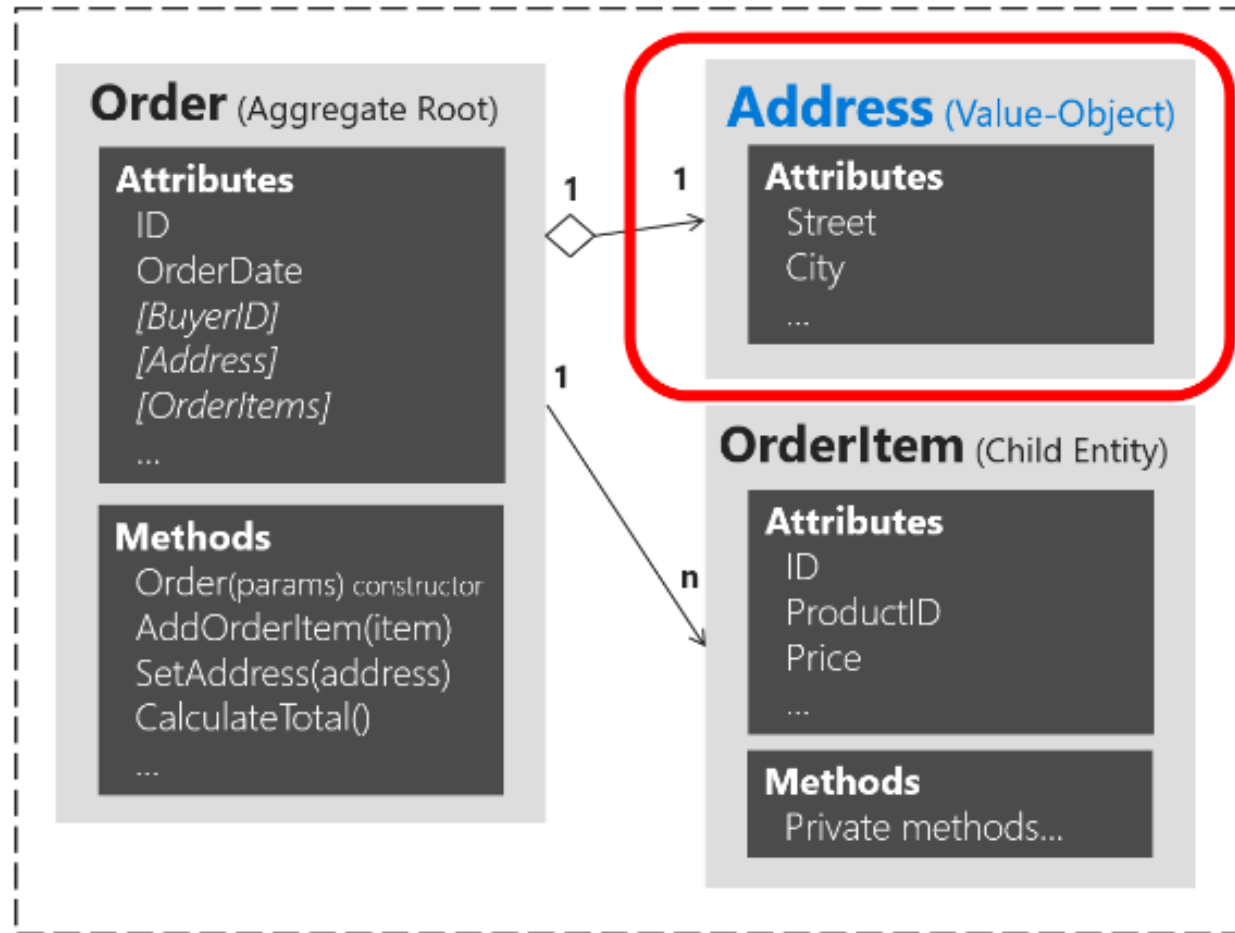 Order (Aggregate Root)
Attributes
ID
OrderDate
[BuyerID]
[Address]
[OrderItems]
...
Methods
Order(params) constructor
AddOrderItem(item)
SetAddress(address)
CalculateTotal()
...
1
1
1
n
Address (Value-Object)
Attributes
Street
City
...
OrderItem (Child Entity)
Attributes
ID
ProductID
Price
...
Methods
Private methods...